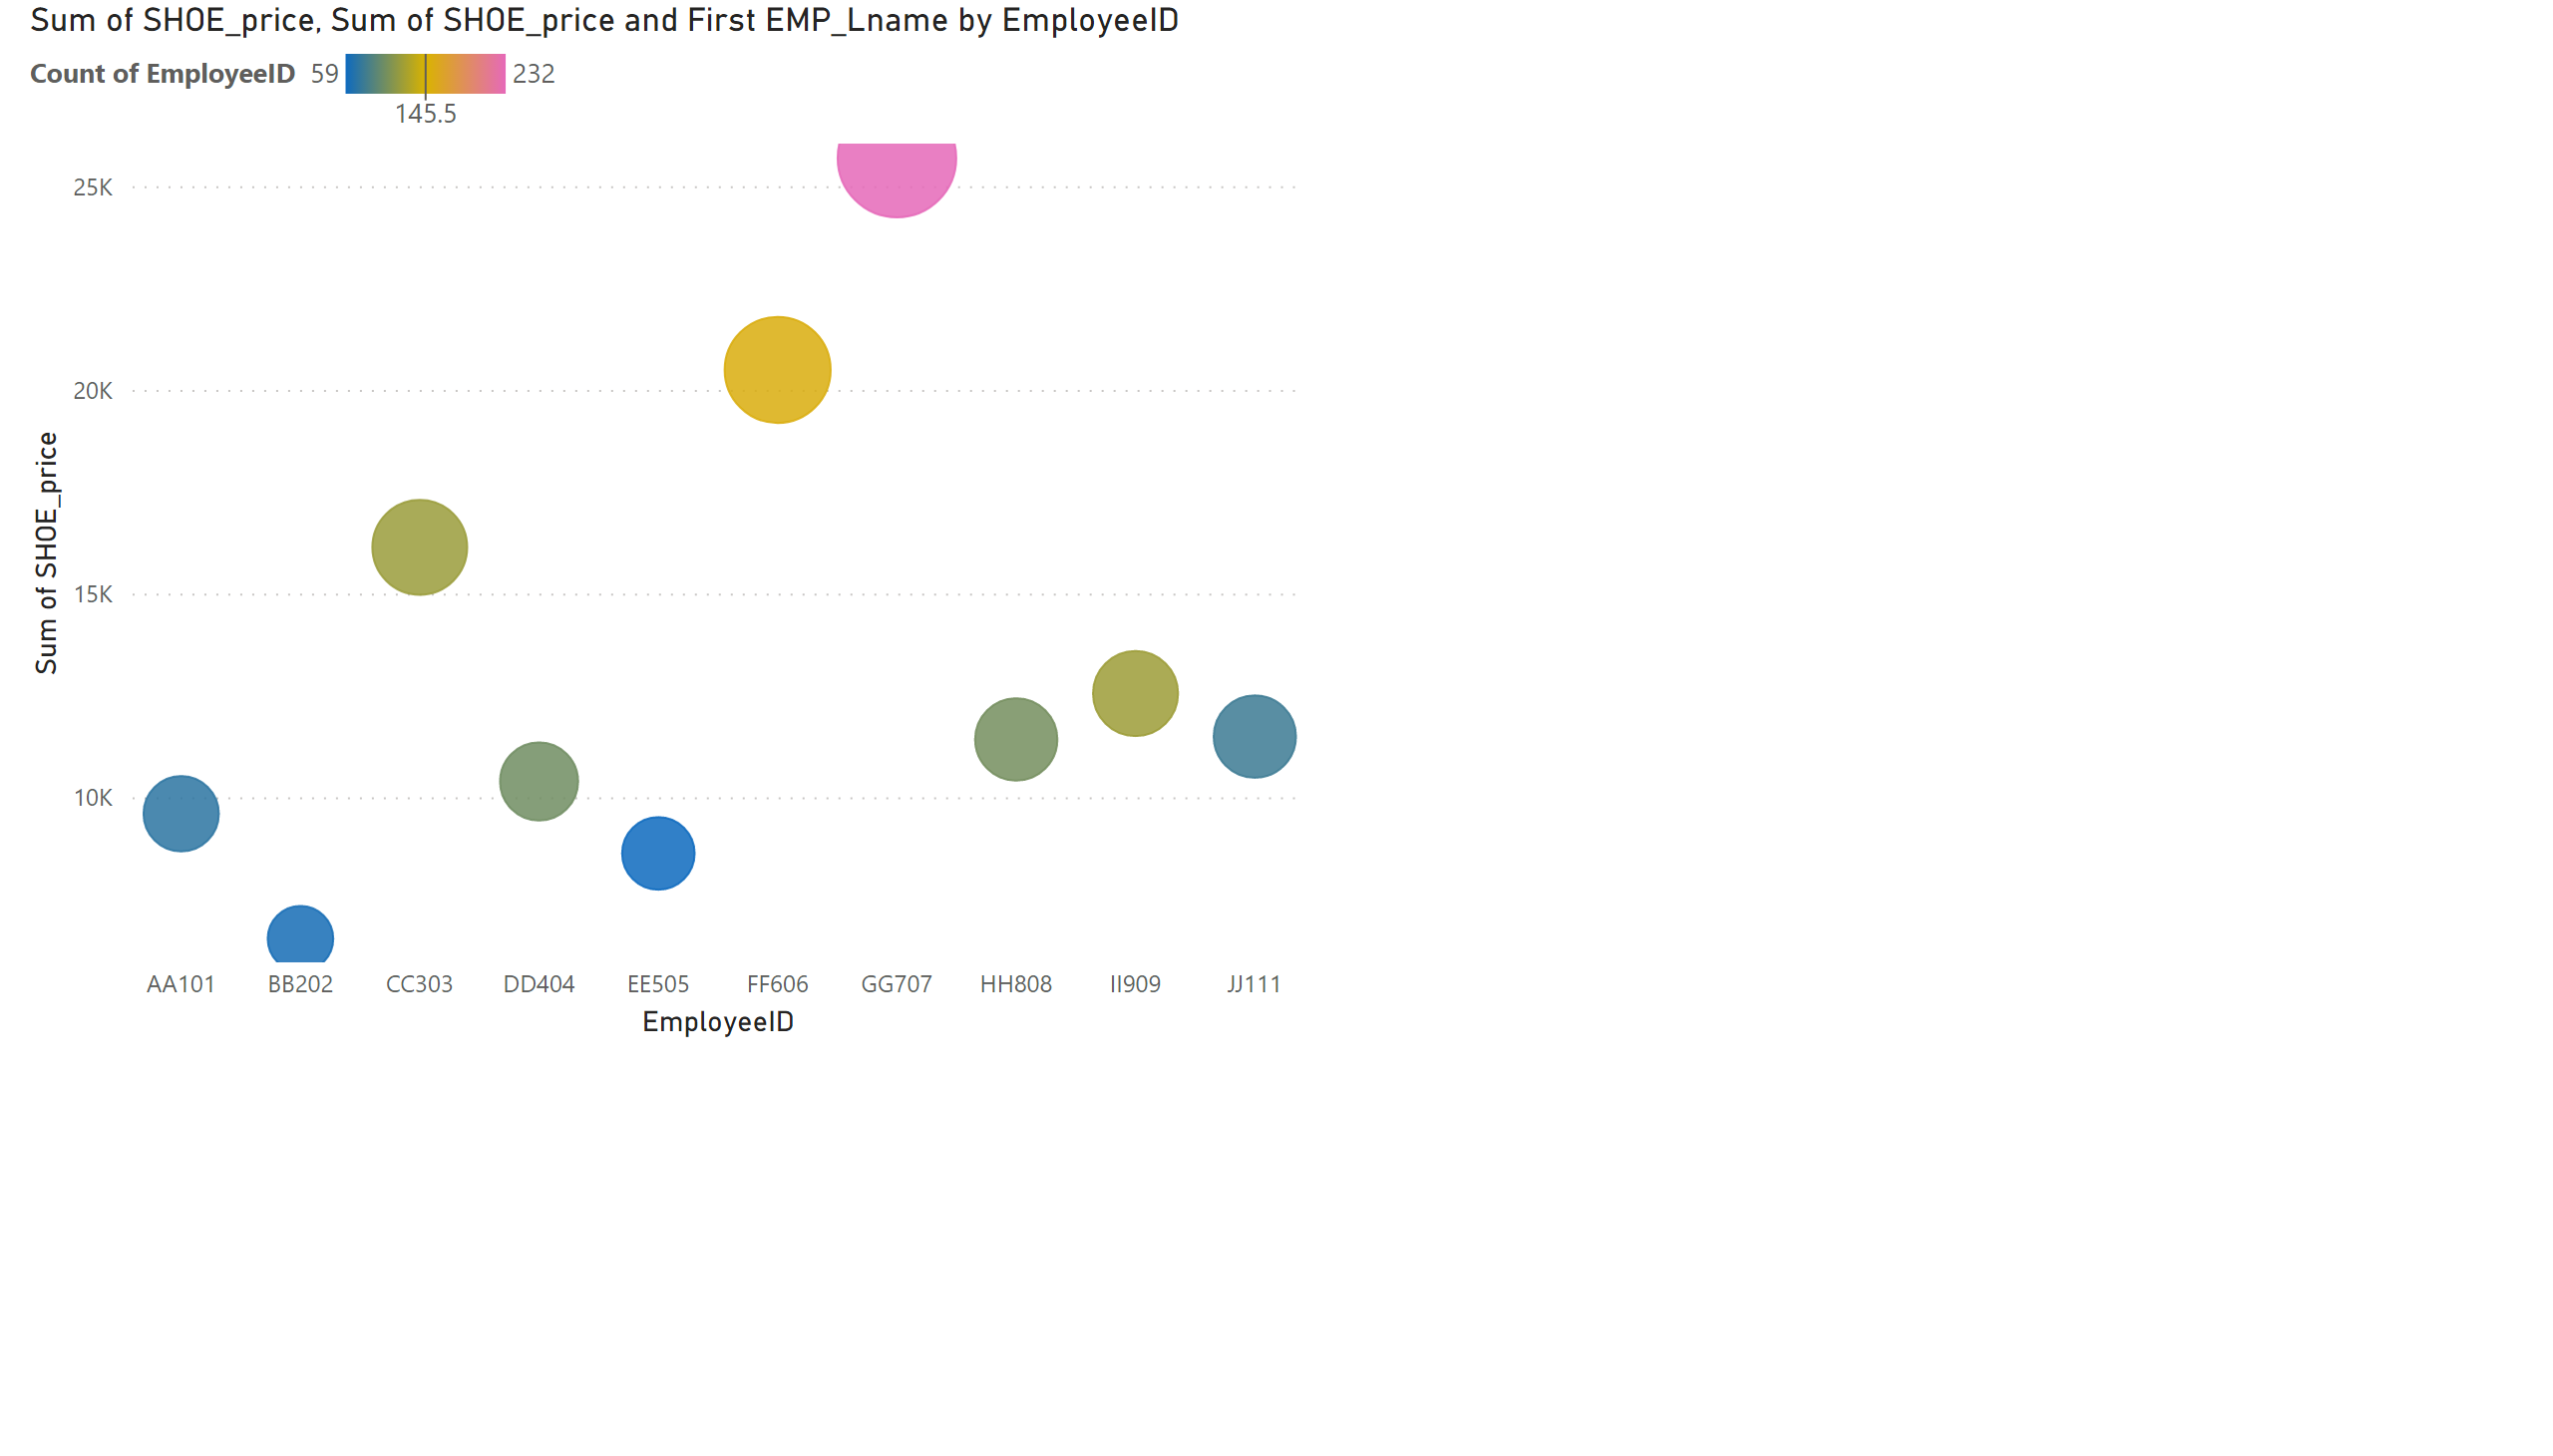 Sum of SHOE_price, Sum of SHOE_price and First EMP_Lname by EmployeeID
Count of EmployeeID 59 232
145.5
25K
20K
15K
10K
Sum of SHOE_price
AA101 BB202 CC303 DD404 EE505 FF606 GG707 HH808 II909 JJ111
EmployeeID